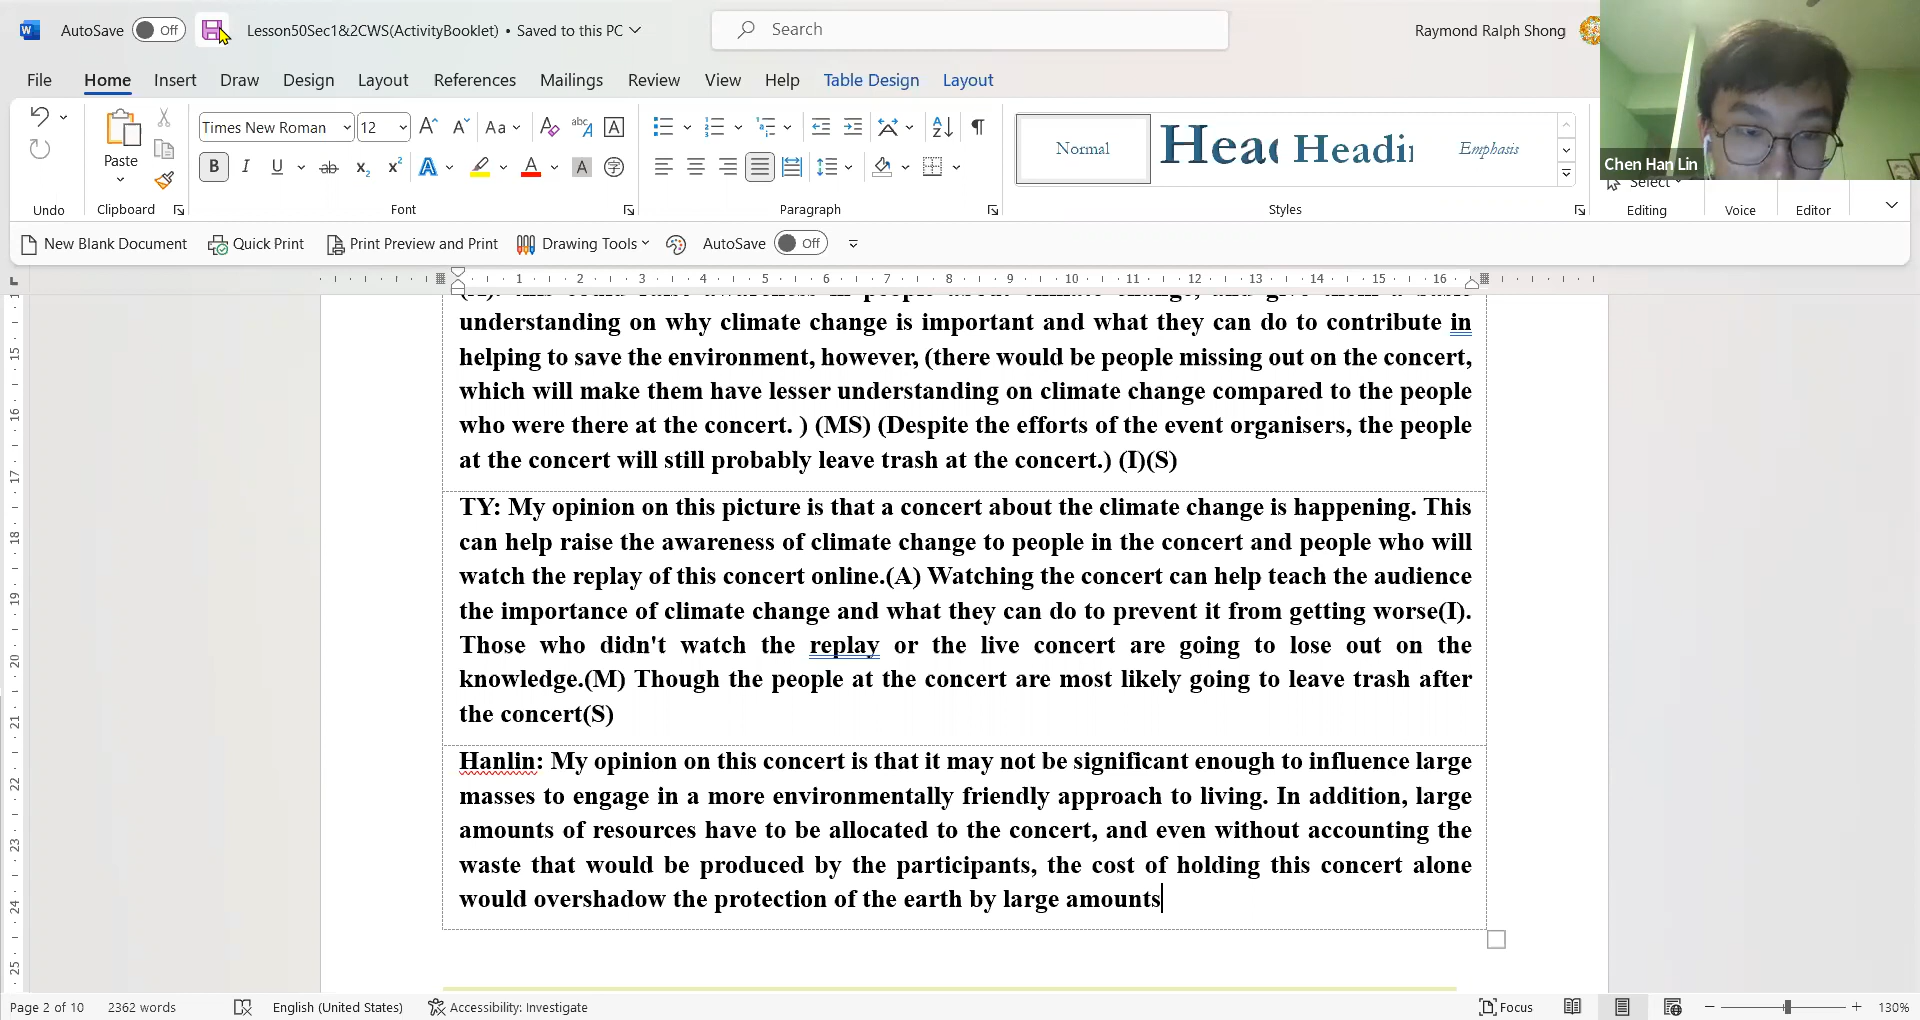 AutoSave Off Lesson50Sec1&2CWS(ActivityBooklet) • Saved to this PC Search Raymond Ralph Shong
File Home Insert Draw Design Layout References Mailings Review View Help Table Design Layout
Times New Roman 12
Paste
Normal Heading Emphasis
Chen Han Lin
Select
Undo Clipboard Font Paragraph Styles Editing Voice Editor
New Blank Document Quick Print Print Preview and Print Drawing Tools AutoSave Off
1 2 3 4 5 6 7 8 9 10 11 12 13 14 15 16
understanding on why climate change is important and what they can do to contribute in
helping to save the environment, however, (there would be people missing out on the concert,
which will make them have lesser understanding on climate change compared to the people
who were there at the concert. ) (MS) (Despite the efforts of the event organisers, the people
at the concert will still probably leave trash at the concert.) (I)(S)
TY: My opinion on this picture is that a concert about the climate change is happening. This
can help raise the awareness of climate change to people in the concert and people who will
watch the replay of this concert online.(A) Watching the concert can help teach the audience
the importance of climate change and what they can do to prevent it from getting worse(I).
Those who didn't watch the replay or the live concert are going to lose out on the
knowledge.(M) Though the people at the concert are most likely going to leave trash after
the concert(S)
Hanlin: My opinion on this concert is that it may not be significant enough to influence large
masses to engage in a more environmentally friendly approach to living. In addition, large
amounts of resources have to be allocated to the concert, and even without accounting the
waste that would be produced by the participants, the cost of holding this concert alone
would overshadow the protection of the earth by large amounts
Page 2 of 10 2362 words English (United States) Accessibility: Investigate Focus 130%